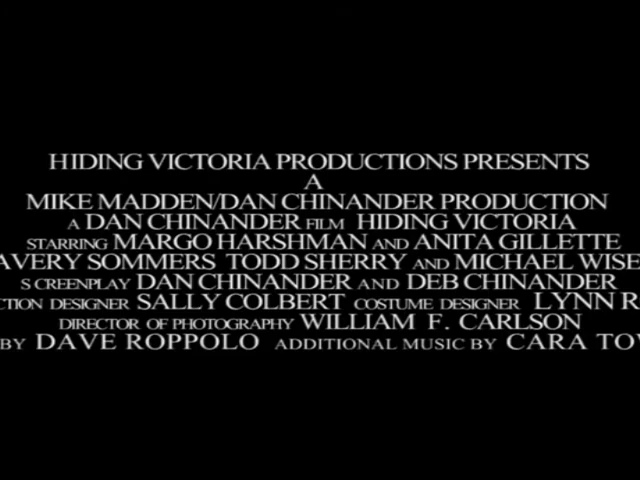 HIDING VICTORIA PRODUCTIONS PRESENTS
A
MIKE MADDEN/DAN CHINANDER PRODUCTION
A DAN CHINANDER FILM HIDING VICTORIA
STARRING MARGO HARSHMAN AND ANITA GILLETTE
AVERY SOMMERS TODD SHERRY AND MICHAEL WISE
S CREENPLAY DAN CHINANDER AND DEB CHINANDER
CTION DESIGNER SALLY COLBERT COSTUME DESIGNER LYNN R
DIRECTOR OF PHOTOGRAPHY WILLIAM F. CARLSON
BY DAVE ROPPOLO ADDITIONAL MUSIC BY CARA TO